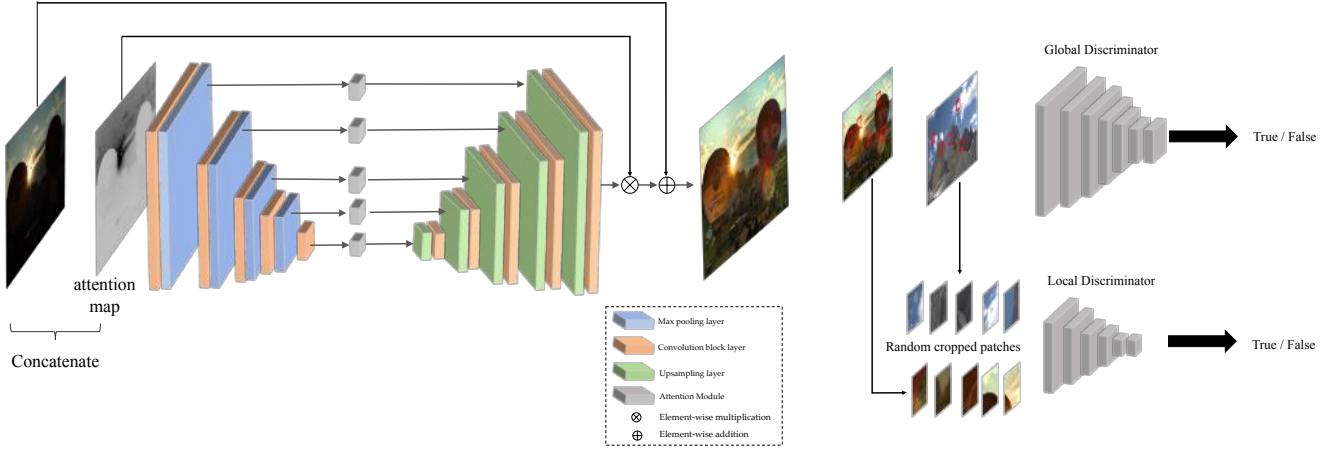 attention
map
Concatenate
Max pooling layer
Convolution block layer
Upsampling layer
Attention Module
Element-wise multiplication
Element-wise addition
Global Discriminator
True / False
Local Discriminator
Random cropped patches
True / False